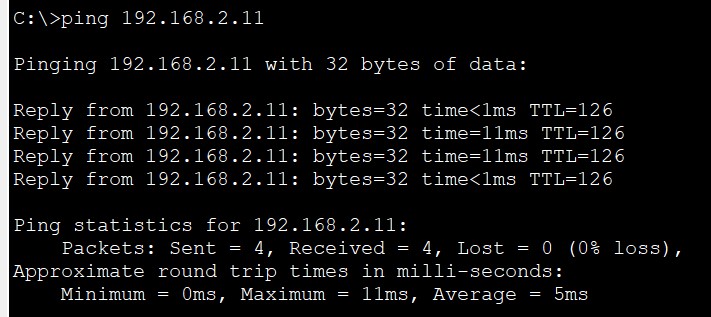 C:\>ping 192.168.2.11
Pinging 192.168.2.11 with 32 bytes of data:
Reply from 192.168.2.11: bytes=32 time<1ms TTL=126
Reply from 192.168.2.11: bytes=32 time=11ms TTL=126
Reply from 192.168.2.11: bytes=32 time=11ms TTL=126
Reply from 192.168.2.11: bytes=32 time<1ms TTL=126
Ping statistics for 192.168.2.11:
Packets: Sent = 4, Received = 4, Lost = 0 (0% loss),
Approximate round trip times in milli-seconds:
Minimum = 0ms, Maximum = 11ms, Average = 5ms